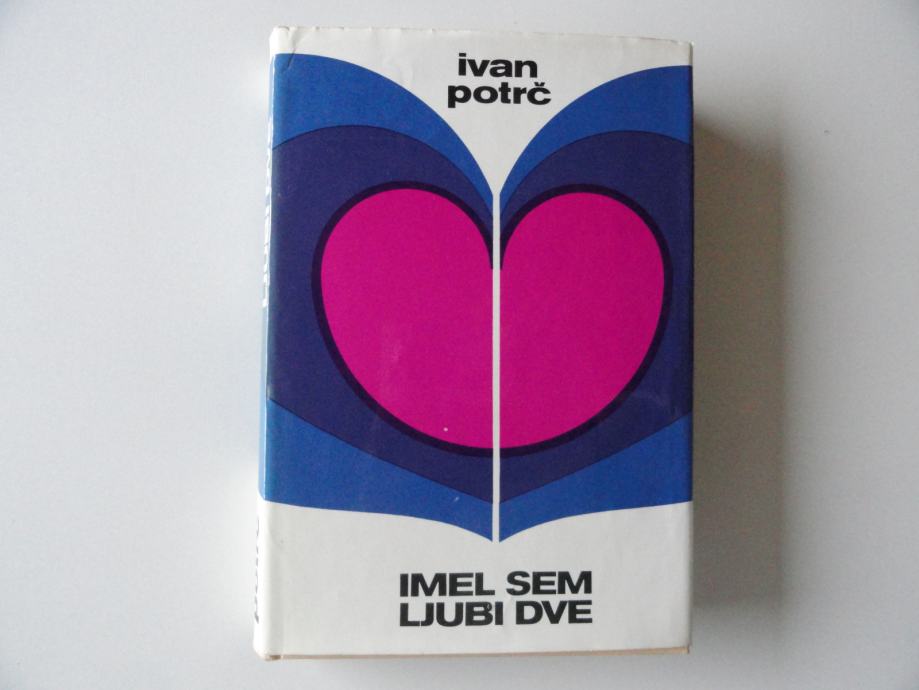 ivan
potrč
IMEL SEM
LJUBI DVE